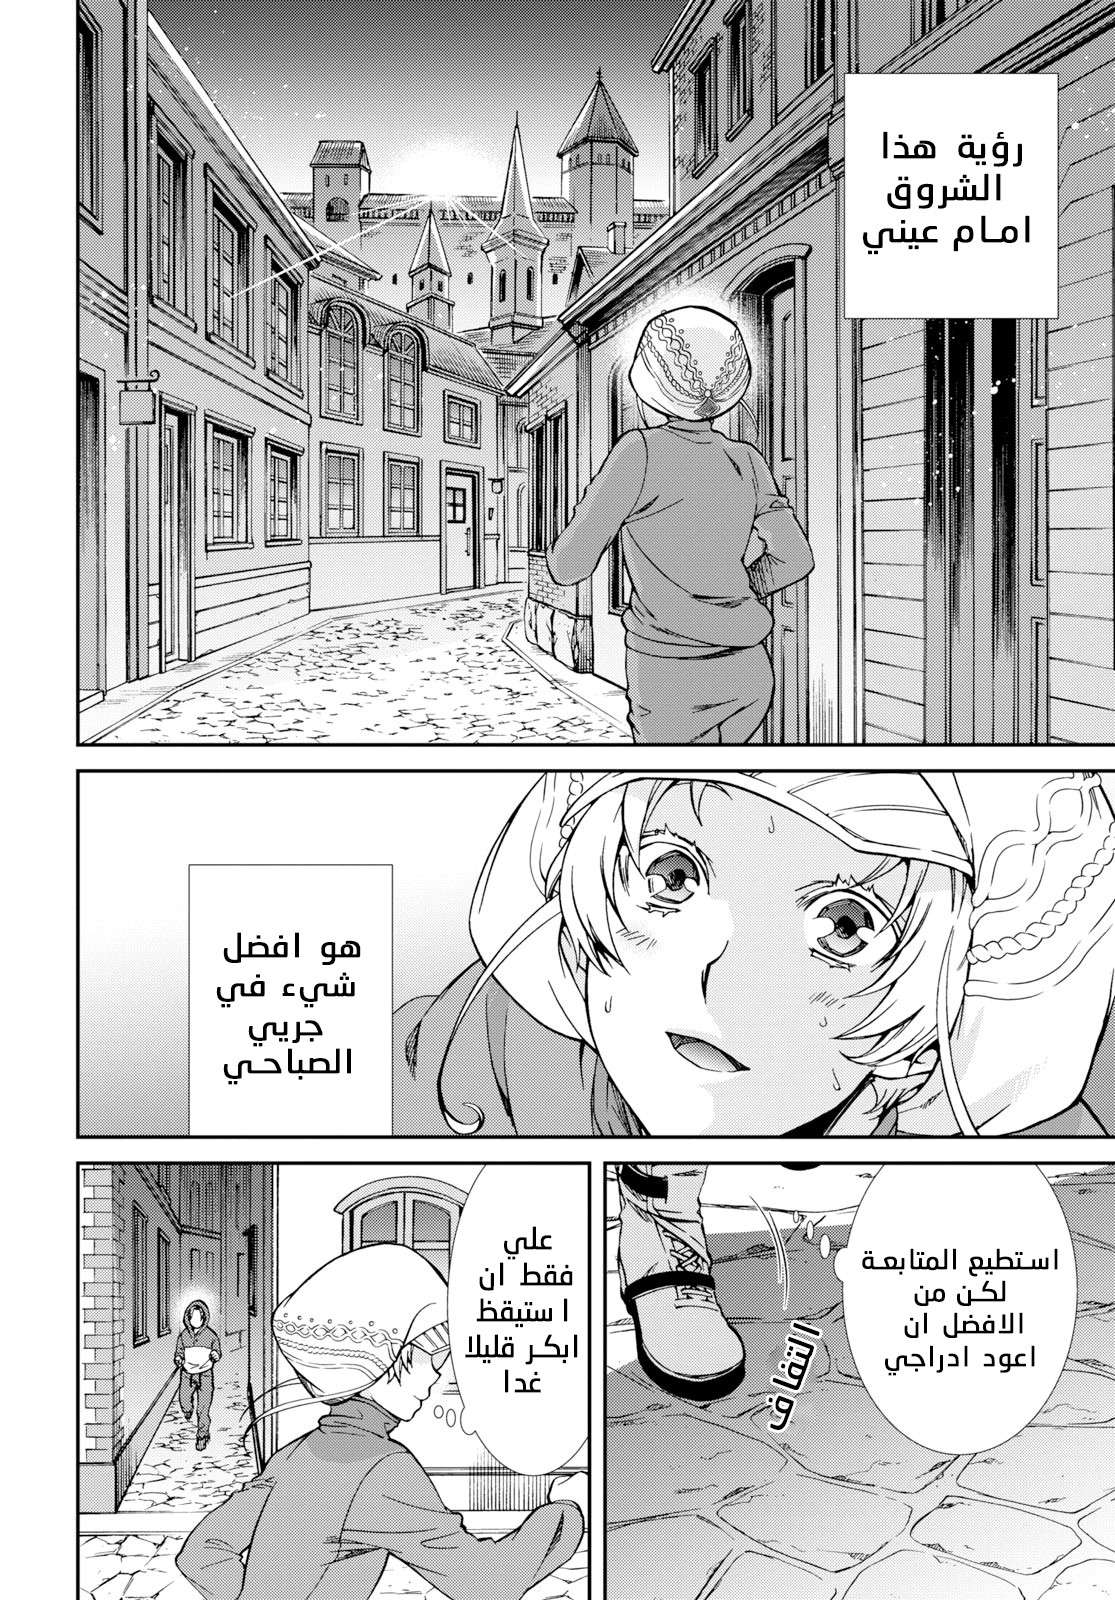 رؤية هذا
الشروق
امام عيني
هو افضل
شيء في
جريي
الصباحي
استطيع المتابعة
لكن من
الافضل ان
اعود ادراجي
التفاف
علي
فقط ان
استيقظ
ابكر قليلا
غدا